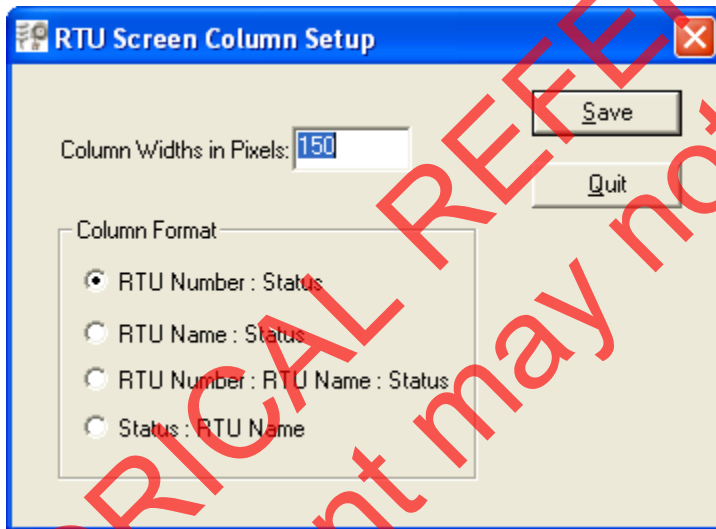 RTU Screen Column Setup
Column Widths in Pixels: 150
Save
Quit
Column Format
RTU Number : Status
RTU Name : Status
RTU Number : RTU Name : Status
Status : RTU Name